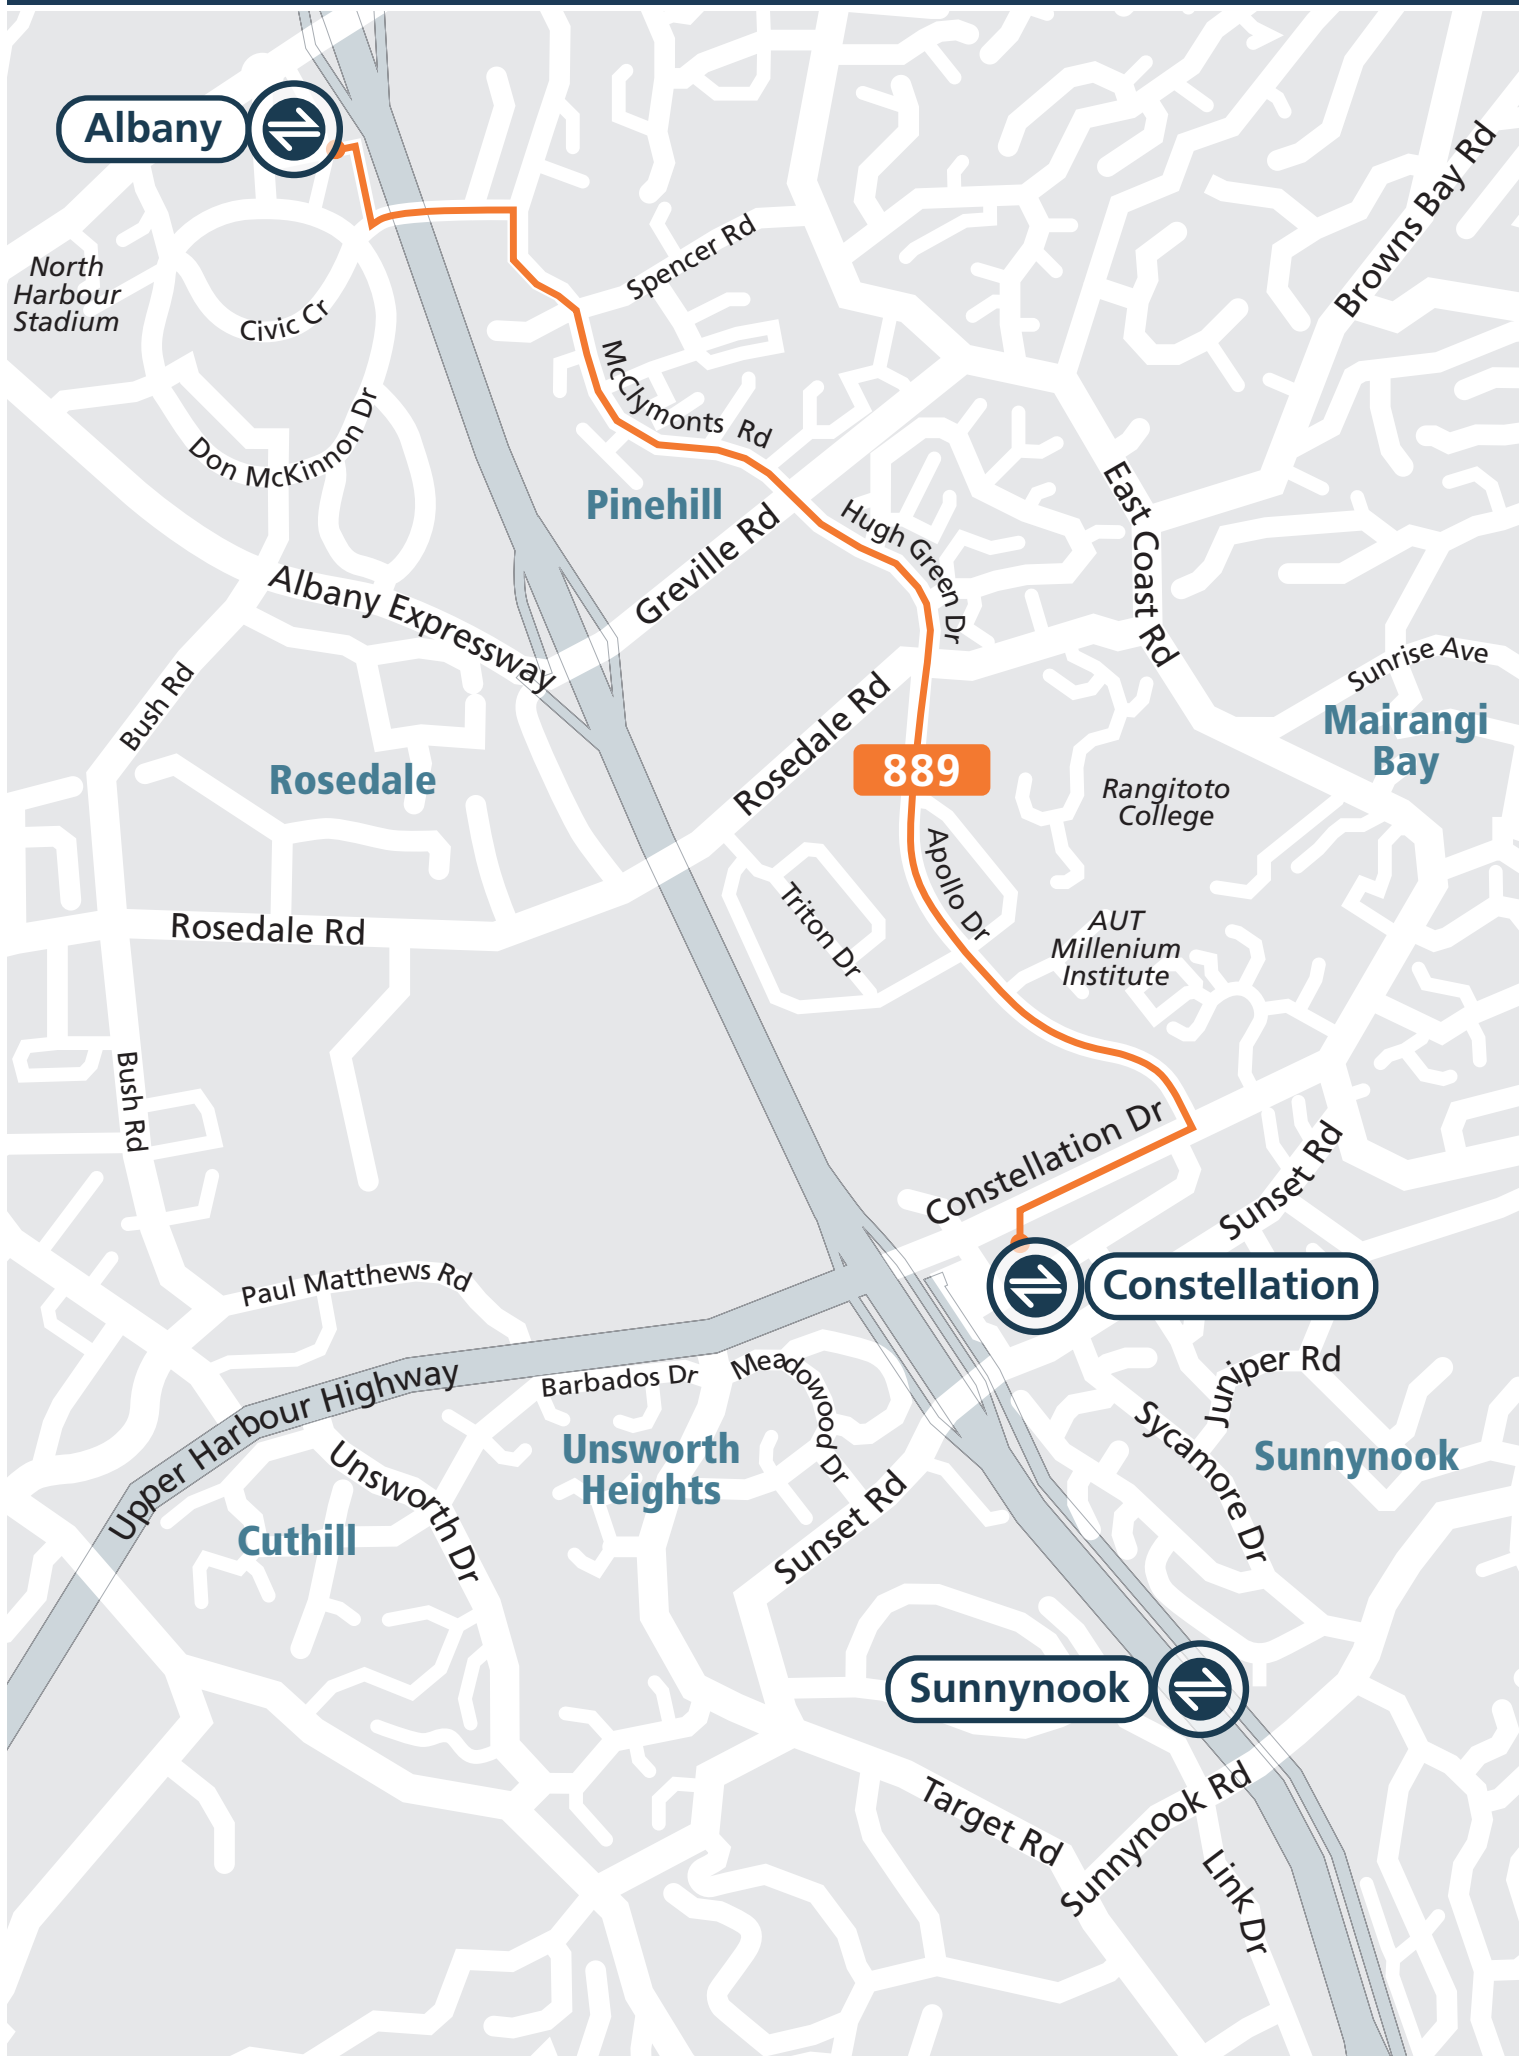 Albany
Browns Bay Rd
Spencer Rd
North
Harbour
Stadium
Civic Cr
McClymonts Rd
Don McKinnon Dr
Pinehill
East Coast Rd
Greville Rd
Hugh Green Dr
Albany Expressway
Sunrise Ave
Bush Rd
Rosedale Rd
Mairangi
Bay
889
Rosedale
Rangitoto
College
Apollo Dr
Triton Dr
Rosedale Rd
AUT
Millenium
Institute
Bush Rd
Constellation Dr
Sunset Rd
Paul Matthews Rd
Constellation
Upper Harbour Highway
Barbados Dr
Meadowood Dr
Juniper Rd
Unsworth
Heights
Sycamore Dr
Sunnynook
Unsworth Dr
Sunset Rd
Cuthill
Sunnynook
Target Rd
Sunnynook Rd
Link Dr